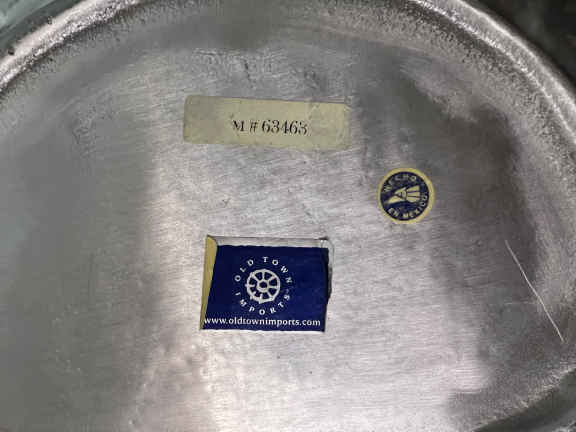 M # 63463
HECHO
EN MEXICO
OLD TOWN
IMPORTS
www.oldtownimports.com